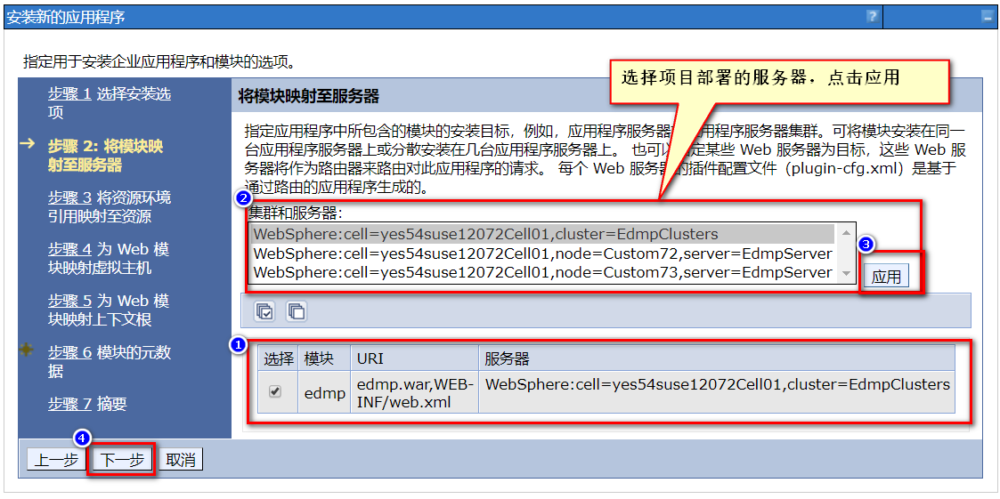 安装新的应用程序
?
指定用于安装企业应用程序和模块的选项。
选择项目部署的服务器，点击应用
步骤 1 选择安装选
项
步骤 2: 将模块映
射至服务器
步骤 3 将资源环境
引用映射至资源
步骤 4 为 Web 模
块映射虚拟主机
步骤 5 为 Web 模
块映射上下文根
步骤 6 模块的元数
据
步骤 7 摘要
将模块映射至服务器
指定应用程序中所包含的模块的安装目标，例如，应用程序服务器 用程序服务器集群。可将模块安装在同一
台应用程序服务器上或分散安装在几台应用程序服务器上。 也可以 定某些 Web 服务器为目标，这些 Web 服
务器将作为路由器来路由对此应用程序的请求。 每个 Web 服务器的插件配置文件（plugin-cfg.xml）是基于
通过路由的应用程序生成的。
2
集群和服务器:
WebSphere:cell=yes54suse12072Cell01,cluster=EdmpClusters
WebSphere:cell=yes54suse12072Cell01,node=Custom72,server=EdmpServer
WebSphere:cell=yes54suse12072Cell01,node=Custom73,server=EdmpServer
3
应用
1
选择 模块 URI 服务器
edmp
edmp.war,WEB-
INF/web.xml
WebSphere:cell=yes54suse12072Cell01,cluster=EdmpClusters
4
上一步 下一步 取消